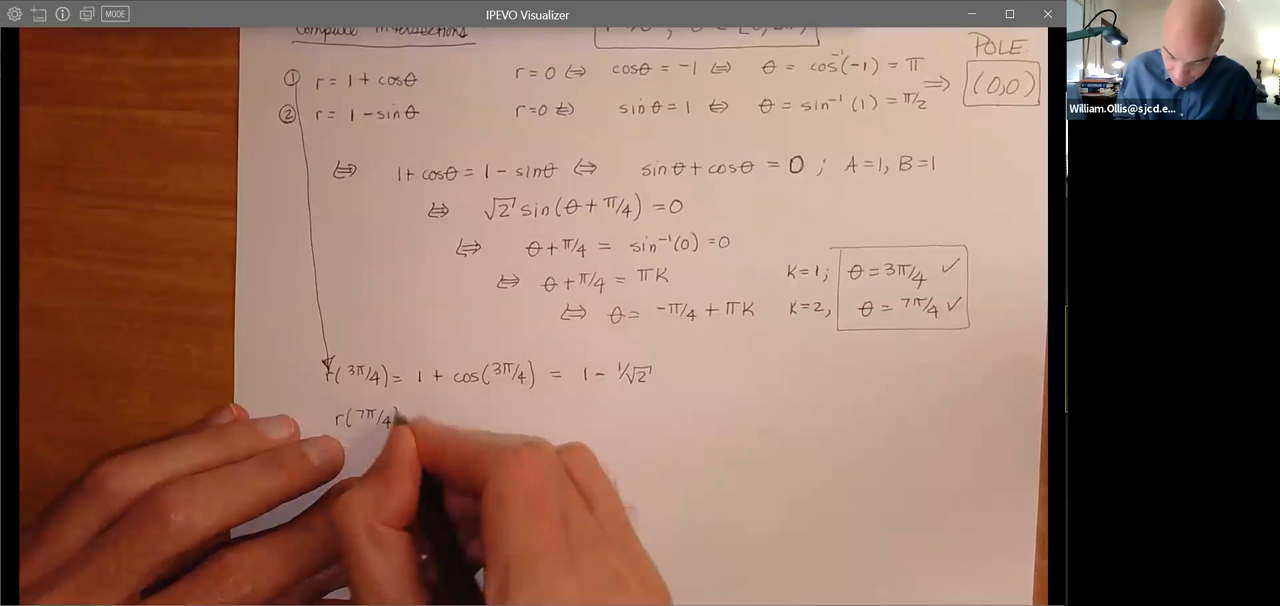 MODE
IPEVO Visualizer
William.Ollis@sjcd.e...
POLE
① r = 1 + cosθ r = 0 ⇔ cosθ = -1 ⇔ θ = cos⁻¹(-1) = π
⇒ (0,0)
② r = 1 - sinθ r = 0 ⇔ sinθ = 1 ⇔ θ = sin⁻¹(1) = π/2
⇔ 1 + cosθ = 1 - sinθ ⇔ sinθ + cosθ = 0 ; A = 1, B = 1
⇔ √2 sin(θ + π/4) = 0
⇔ θ + π/4 = sin⁻¹(0) = 0
⇔ θ + π/4 = πK K=1; θ = 3π/4 ✓
⇔ θ = -π/4 + πK K=2, θ = 7π/4 ✓
r(3π/4) = 1 + cos(3π/4) = 1 - 1/√2
r(7π/4)